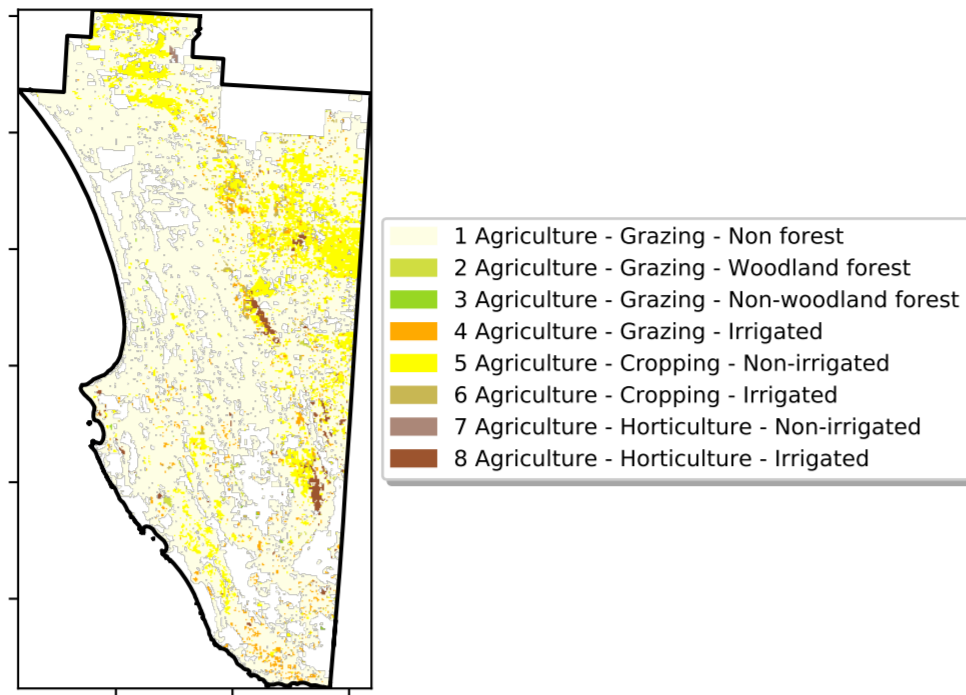 1 Agriculture - Grazing - Non forest
2 Agriculture - Grazing - Woodland forest
3 Agriculture - Grazing - Non-woodland forest
4 Agriculture - Grazing - Irrigated
5 Agriculture - Cropping - Non-irrigated
6 Agriculture - Cropping - Irrigated
7 Agriculture - Horticulture - Non-irrigated
8 Agriculture - Horticulture - Irrigated